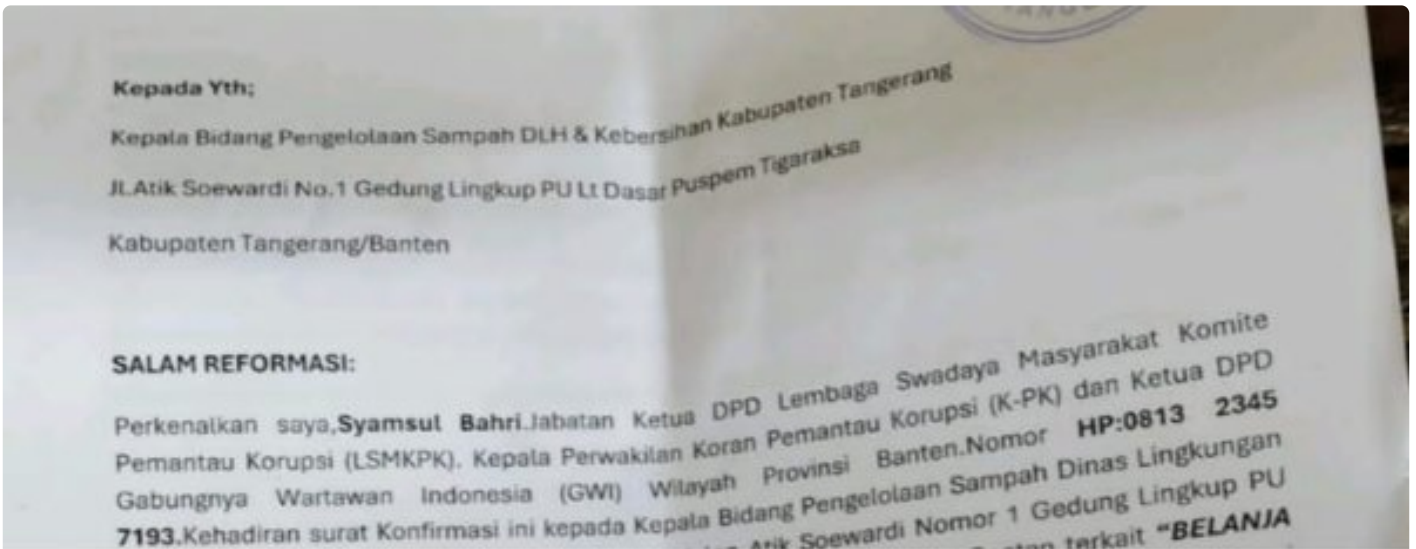 TANGE
Kepada Yth;
Kepala Bidang Pengelolaan Sampah DLH & Kebersihan Kabupaten Tangerang
Jl.Atik Soewardi No.1 Gedung Lingkup PU Lt Dasar Puspem Tigaraksa
Kabupaten Tangerang/Banten
SALAM REFORMASI:
Perkenalkan saya,Syamsul Bahri.Jabatan Ketua DPD Lembaga Swadaya Masyarakat Komite
Pemantau Korupsi (LSMKPK). Kepala Perwakilan Koran Pemantau Korupsi (K-PK) dan Ketua DPD
Gabungnya Wartawan Indonesia (GWI) Wilayah Provinsi Banten.Nomor HP:0813 2345
7193.Kehadiran surat Konfirmasi ini kepada Kepala Bidang Pengelolaan Sampah Dinas Lingkungan
Atik Soewardi Nomor 1 Gedung Lingkup PU
terkait "BELANJA